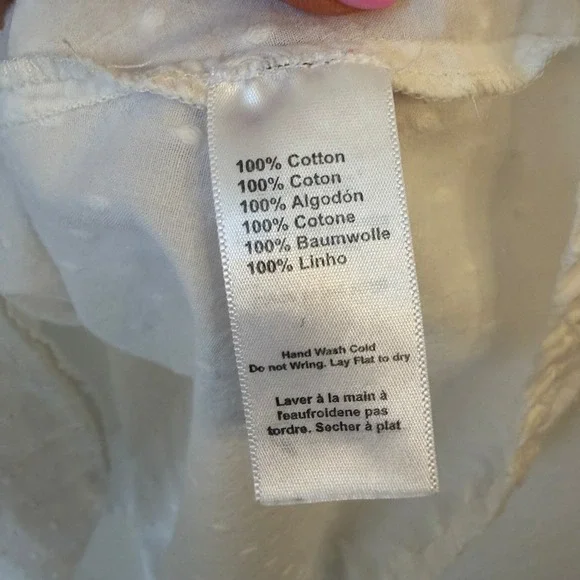 100% Cotton
100% Coton
100% Algodón
100% Cotone
100% Baumwolle
100% Linho
Hand Wash Cold
Do not Wring. Lay Flat to dry
Laver à la main à
l'eaufroidene pas
tordre. Secher à plat